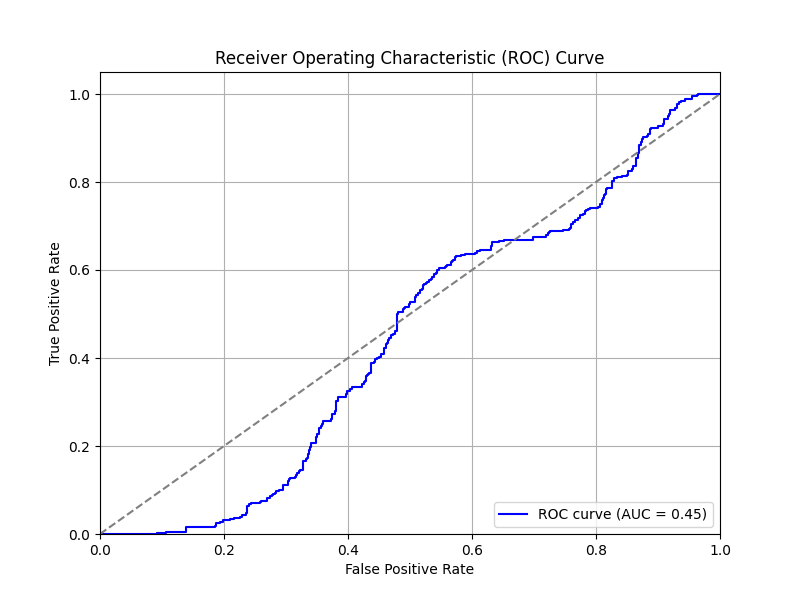 Receiver Operating Characteristic (ROC) Curve
True Positive Rate
1.0
0.8
0.6
0.4
0.2
0.0
ROC curve (AUC = 0.45)
0.0 0.2 0.4 0.6 0.8 1.0
False Positive Rate